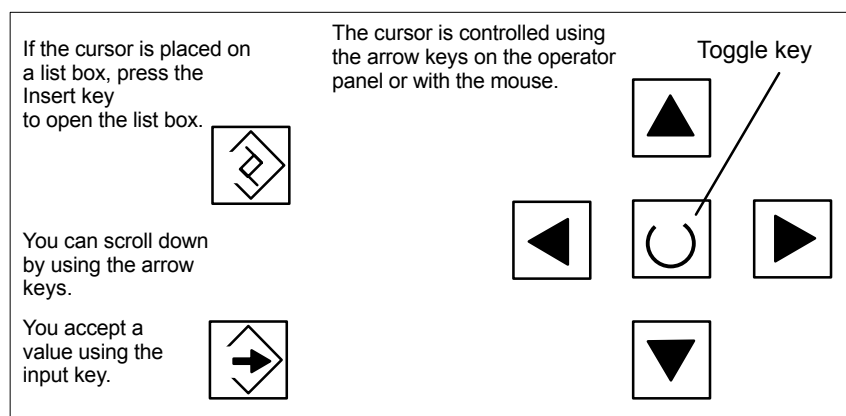 If the cursor is placed on
a list box, press the
Insert key
to open the list box.
You can scroll down
by using the arrow
keys.
You accept a
value using the
input key.
The cursor is controlled using
the arrow keys on the operator
panel or with the mouse.
Toggle key